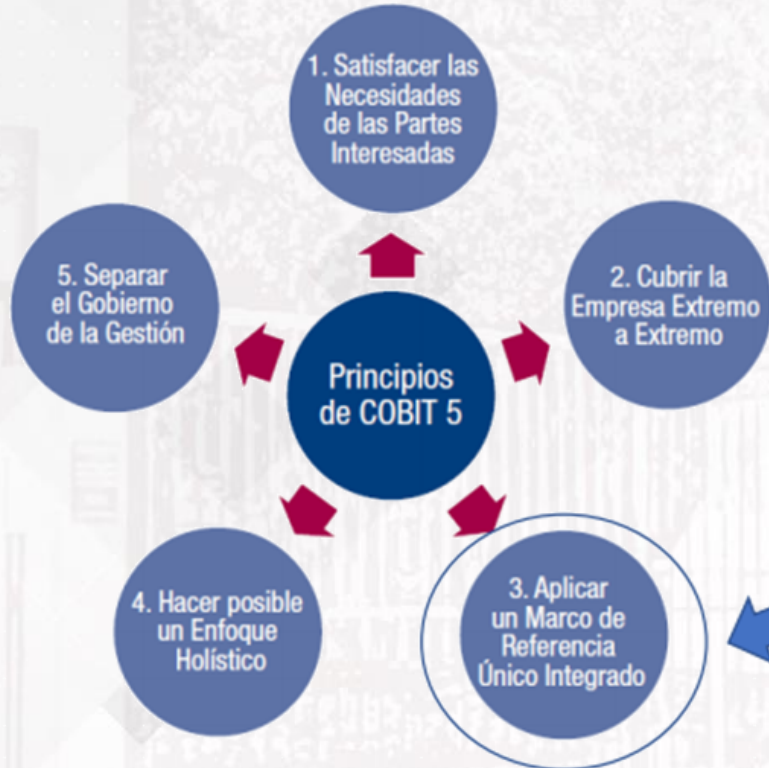 1. Satisfacer las
Necesidades
de las Partes
Interesadas
5. Separar
el Gobierno
de la Gestión
2. Cubrir la
Empresa Extremo
a Extremo
Principios
de COBIT 5
4. Hacer posible
un Enfoque
Holístico
3. Aplicar
un Marco de
Referencia
Único Integrado